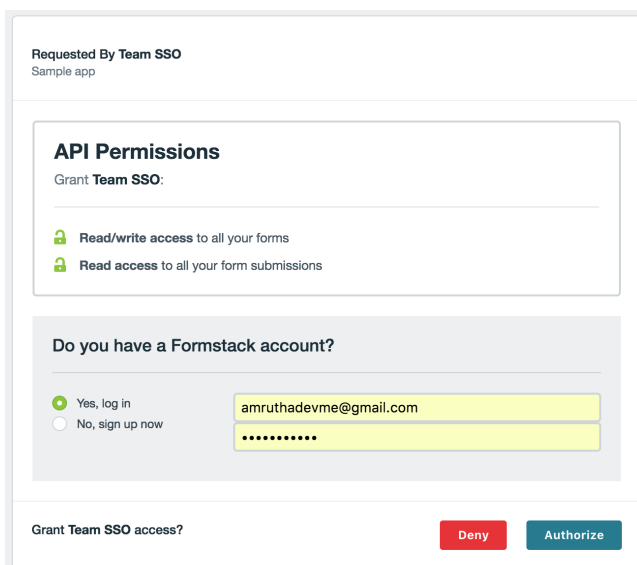 Requested By Team SSO
Sample app
API Permissions
Grant Team SSO:
Read/write access to all your forms
Read access to all your form submissions
Do you have a Formstack account?
Yes, log in
amruthadevme@gmail.com
No, sign up now
•••••••••••
Grant Team SSO access?
Deny
Authorize